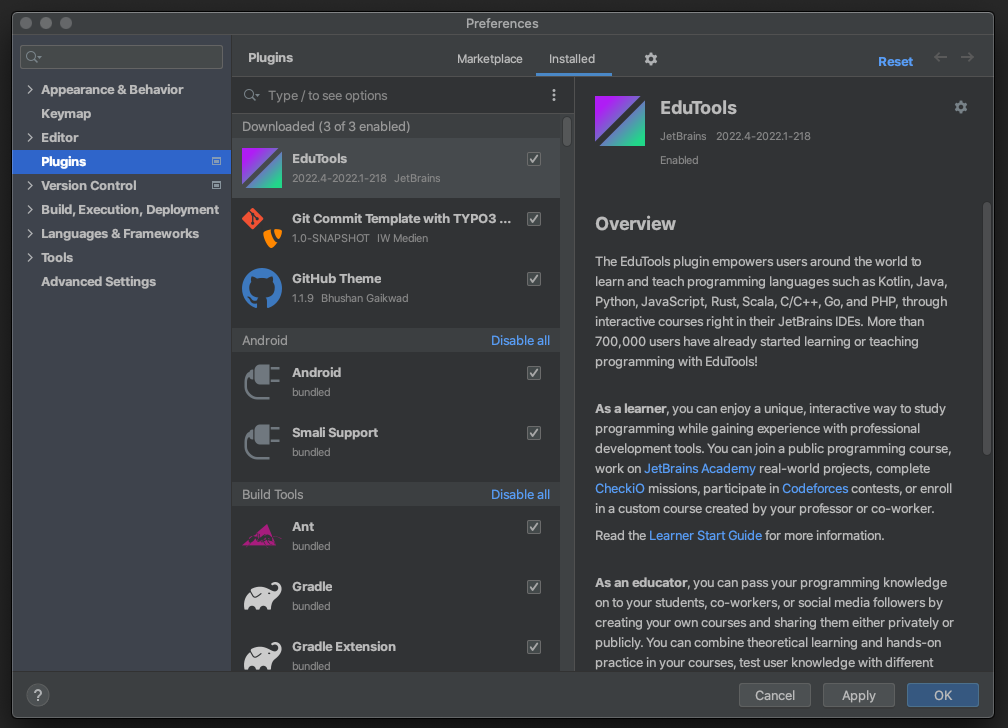 Preferences
Appearance & Behavior
Keymap
Editor
Plugins
Version Control
Build, Execution, Deployment
Languages & Frameworks
Tools
Advanced Settings
Plugins
Marketplace
Installed
Reset
Type / to see options
Downloaded (3 of 3 enabled)
EduTools
2022.4-2022.1-218 JetBrains
Git Commit Template with TYPO3 ...
1.0-SNAPSHOT IW Medien
GitHub Theme
1.1.9 Bhushan Gaikwad
Android Disable all
Android
bundled
Smali Support
bundled
Build Tools Disable all
Ant
bundled
Gradle
bundled
Gradle Extension
bundled
EduTools
JetBrains 2022.4-2022.1-218
Enabled
Overview
The EduTools plugin empowers users around the world to
learn and teach programming languages such as Kotlin, Java,
Python, JavaScript, Rust, Scala, C/C++, Go, and PHP, through
interactive courses right in their JetBrains IDEs. More than
700,000 users have already started learning or teaching
programming with EduTools!
As a learner, you can enjoy a unique, interactive way to study
programming while gaining experience with professional
development tools. You can join a public programming course,
work on JetBrains Academy real-world projects, complete
CheckiO missions, participate in Codeforces contests, or enroll
in a custom course created by your professor or co-worker.
Read the Learner Start Guide for more information.
As an educator, you can pass your programming knowledge
on to your students, co-workers, or social media followers by
creating your own courses and sharing them either privately or
publicly. You can combine theoretical learning and hands-on
practice in your courses, test user knowledge with different
?
Cancel
Apply
OK